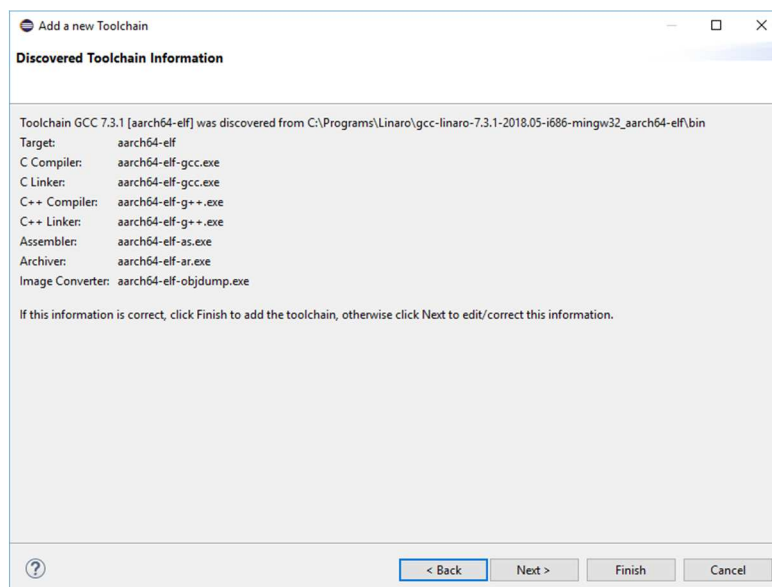 Add a new Toolchain
Discovered Toolchain Information
Toolchain GCC 7.3.1 [aarch64-elf] was discovered from C:\Programs\Linaro\gcc-linaro-7.3.1-2018.05-i686-mingw32_aarch64-elf\bin
Target: aarch64-elf
C Compiler: aarch64-elf-gcc.exe
C Linker: aarch64-elf-gcc.exe
C++ Compiler: aarch64-elf-g++.exe
C++ Linker: aarch64-elf-g++.exe
Assembler: aarch64-elf-as.exe
Archiver: aarch64-elf-ar.exe
Image Converter: aarch64-elf-objdump.exe
If this information is correct, click Finish to add the toolchain, otherwise click Next to edit/correct this information.
? < Back Next > Finish Cancel